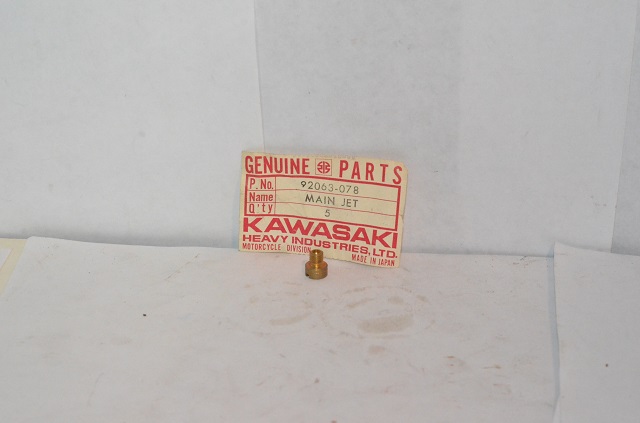 GENUINE PARTS
P. No. 92063-078
Name MAIN JET
Q'ty 5
KAWASAKI
HEAVY INDUSTRIES, LTD.
MOTORCYCLE DIVISION MADE IN JAPAN